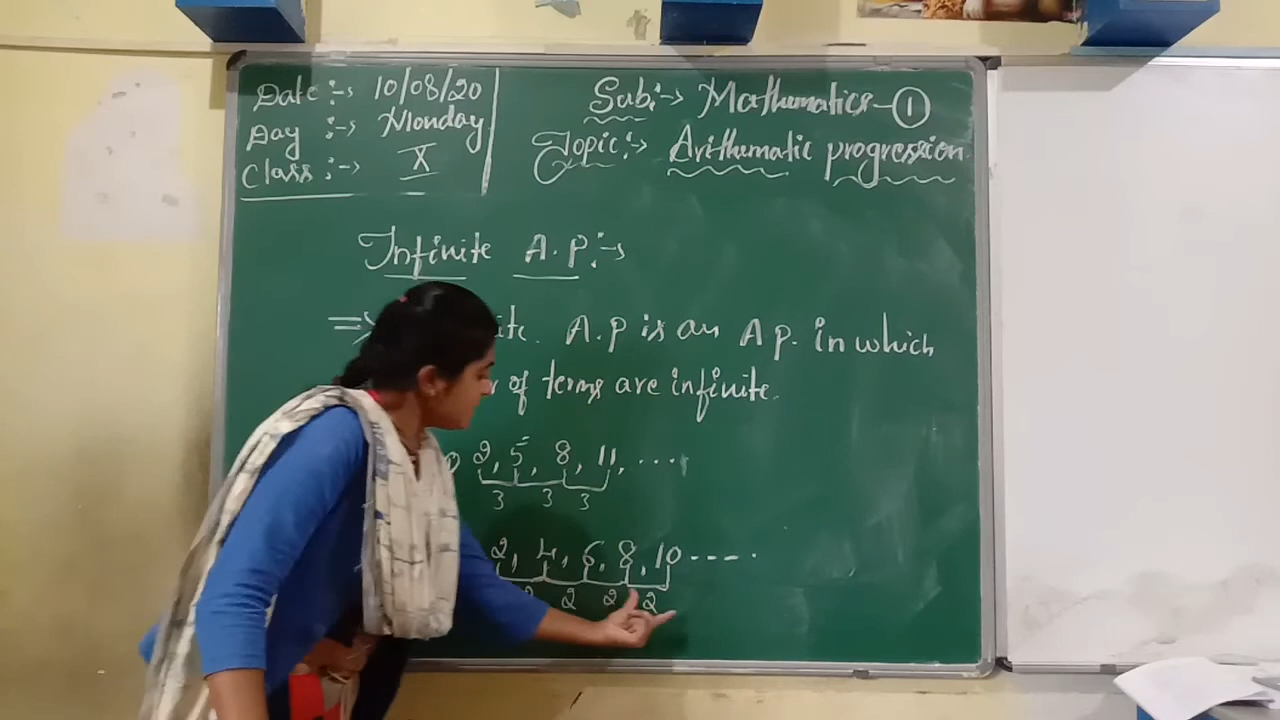 Date :-> 10/08/20
Day :-> Monday
Class :-> X
Sub :-> Mathematics - 1
Topic :-> Arithematic progression
Infinite A.P :->
=> A.P is an A P. in which
of terms are infinite.
2, 5, 8, 11, ....
3 3 3
2, 4, 6, 8, 10 -----
2 2 2